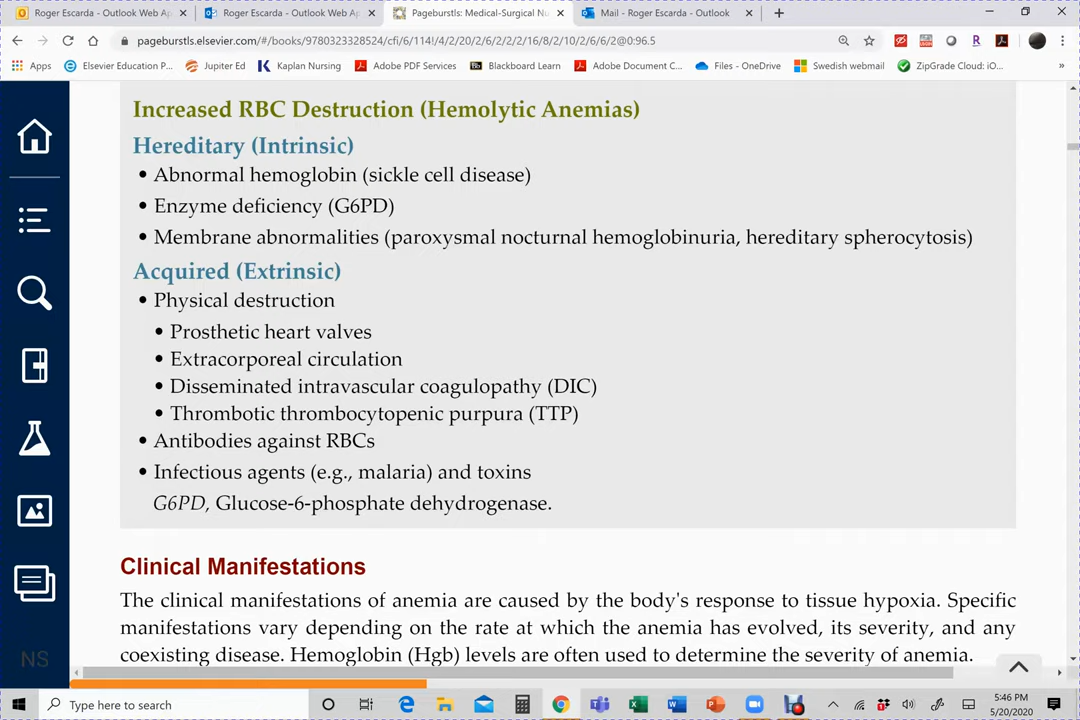 Roger Escarda - Outlook Web Ap
Roger Escarda - Outlook Web Ap
Pageburstls: Medical-Surgical Nu
Mail - Roger Escarda - Outlook
pageburstls.elsevier.com/#/books/9780323328524/cfi/6/114!/4/2/20/2/6/2/2/2/16/8/2/10/2/6/6/2@0:96.5
Apps
Elsevier Education P...
Jupiter Ed
Kaplan Nursing
Adobe PDF Services
Blackboard Learn
Adobe Document C...
Files - OneDrive
Swedish webmail
ZipGrade Cloud: iO...
»
Increased RBC Destruction (Hemolytic Anemias)
Hereditary (Intrinsic)
• Abnormal hemoglobin (sickle cell disease)
• Enzyme deficiency (G6PD)
• Membrane abnormalities (paroxysmal nocturnal hemoglobinuria, hereditary spherocytosis)
Acquired (Extrinsic)
• Physical destruction
• Prosthetic heart valves
• Extracorporeal circulation
• Disseminated intravascular coagulopathy (DIC)
• Thrombotic thrombocytopenic purpura (TTP)
• Antibodies against RBCs
• Infectious agents (e.g., malaria) and toxins
G6PD, Glucose-6-phosphate dehydrogenase.
Clinical Manifestations
The clinical manifestations of anemia are caused by the body's response to tissue hypoxia. Specific
manifestations vary depending on the rate at which the anemia has evolved, its severity, and any
coexisting disease. Hemoglobin (Hgb) levels are often used to determine the severity of anemia.
NS
Type here to search
5:46 PM
5/20/2020